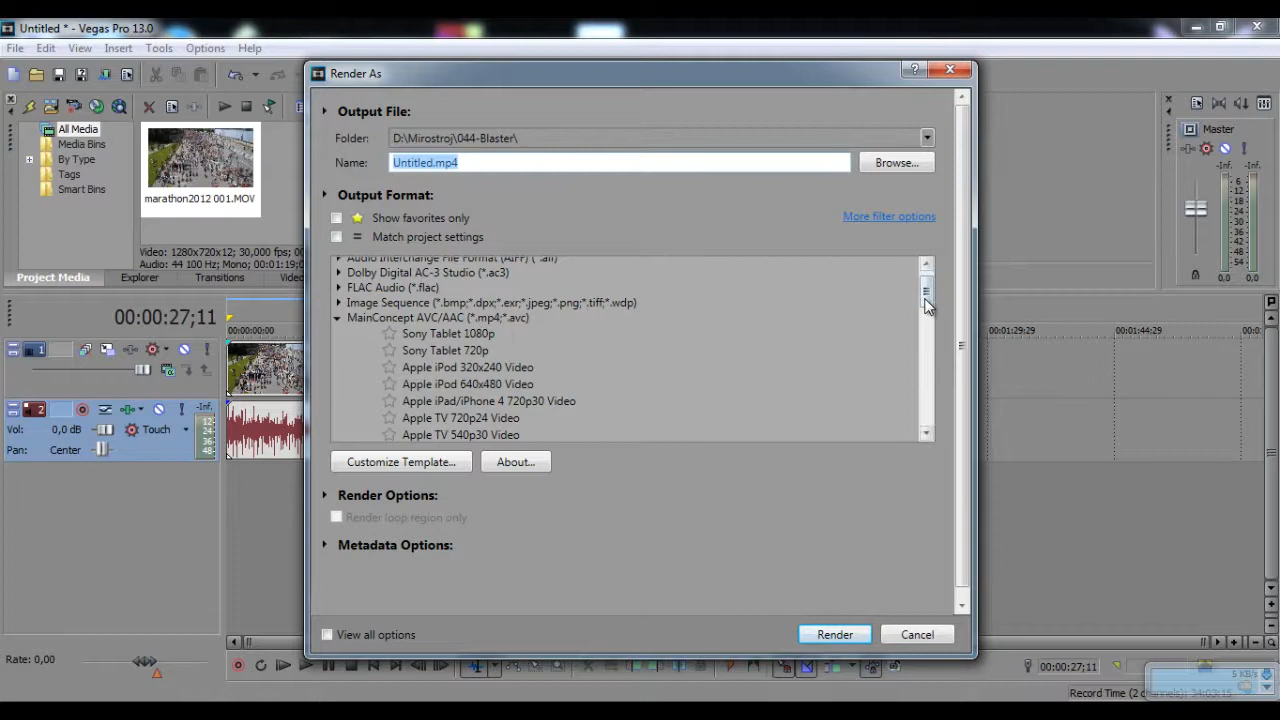 Untitled * - Vegas Pro 13.0
File Edit View Insert Tools Options Help
Render As
Output File:
Folder: D:\Mirostroj\044-Blaster\
Name: Untitled.mp4 Browse...
Output Format:
Show favorites only More filter options
Match project settings
Audio Interchange File Format (AIFF) (*.aif)
Dolby Digital AC-3 Studio (*.ac3)
FLAC Audio (*.flac)
Image Sequence (*.bmp;*.dpx;*.exr;*.jpeg;*.png;*.tiff;*.wdp)
MainConcept AVC/AAC (*.mp4;*.avc)
Sony Tablet 1080p
Sony Tablet 720p
Apple iPod 320x240 Video
Apple iPod 640x480 Video
Apple iPad/iPhone 4 720p30 Video
Apple TV 720p24 Video
Apple TV 540p30 Video
Customize Template... About...
Render Options:
Render loop region only
Metadata Options:
View all options Render Cancel
All Media
Media Bins
By Type
Tags
Smart Bins
marathon2012 001.MOV
Video: 1280x720x12; 30,000 fps;
Audio: 44 100 Hz; Mono; 00:01:19;
Project Media Explorer Transitions Video
00:00:27;11
00:00:00;00 00:01:29;29 00:01:44;29 00:0
1
2 -Inf.
Vol: 0,0 dB Touch
Pan: Center
12
24
36
48
Rate: 0,00
Master
-Inf. -Inf.
6
12
18
24
30
36
42
48
54
00:00:27;11
5 KB/s
Record Time (2 channels): 34:03:15